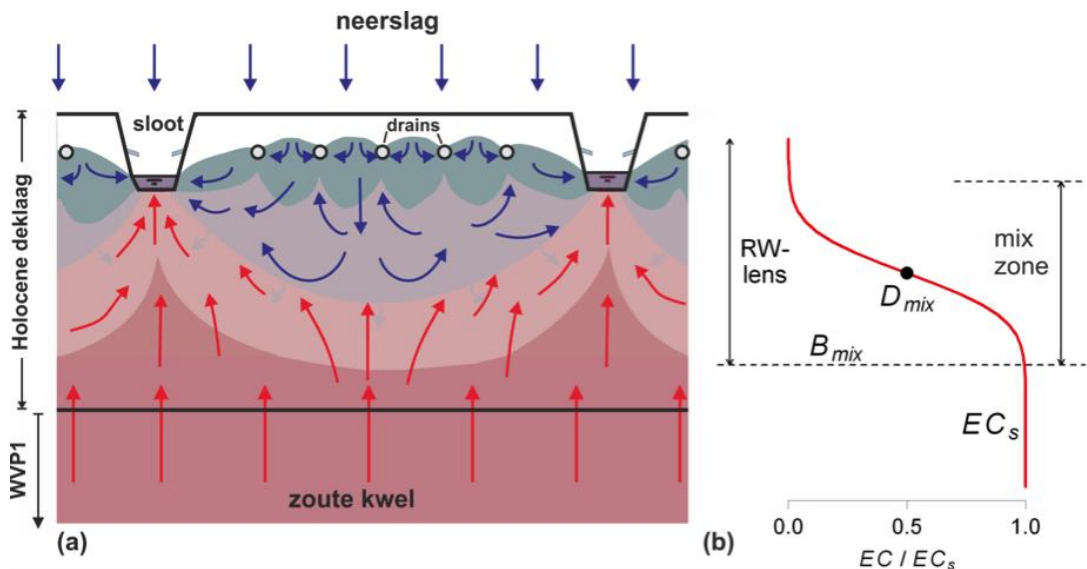 neerslag
sloot
drains
Holocene deklaag
WVP1
zoute kwel
(a)
RW-
lens
mix
zone
D mix
B mix
EC s
(b)
0.0 0.5 1.0
EC / EC s